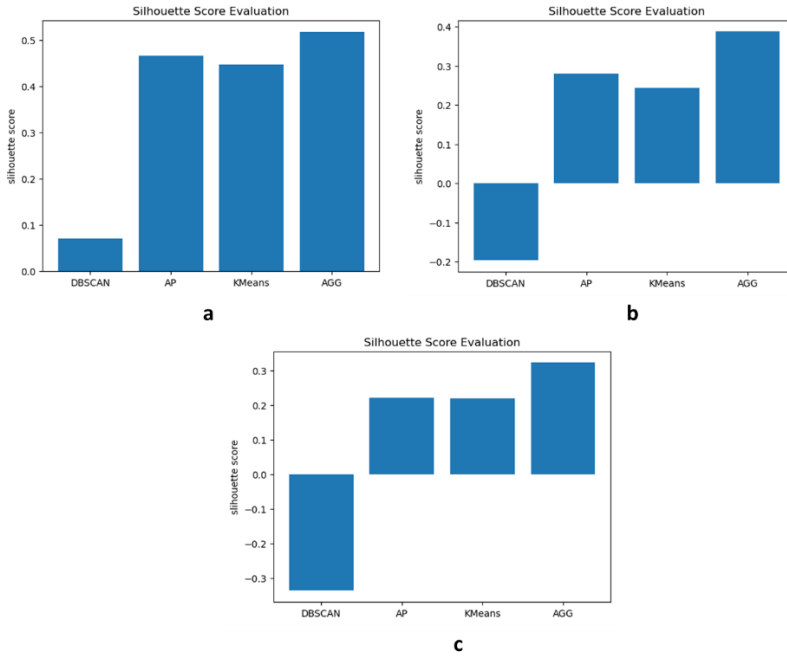 Silhouette Score Evaluation
0.5
0.4
0.3
0.2
0.1
0.0
slihouette score
DBSCAN AP KMeans AGG
a
Silhouette Score Evaluation
0.4
0.3
0.2
0.1
0.0
−0.1
−0.2
slihouette score
DBSCAN AP KMeans AGG
b
Silhouette Score Evaluation
0.3
0.2
0.1
0.0
−0.1
−0.2
−0.3
slihouette score
DBSCAN AP KMeans AGG
c